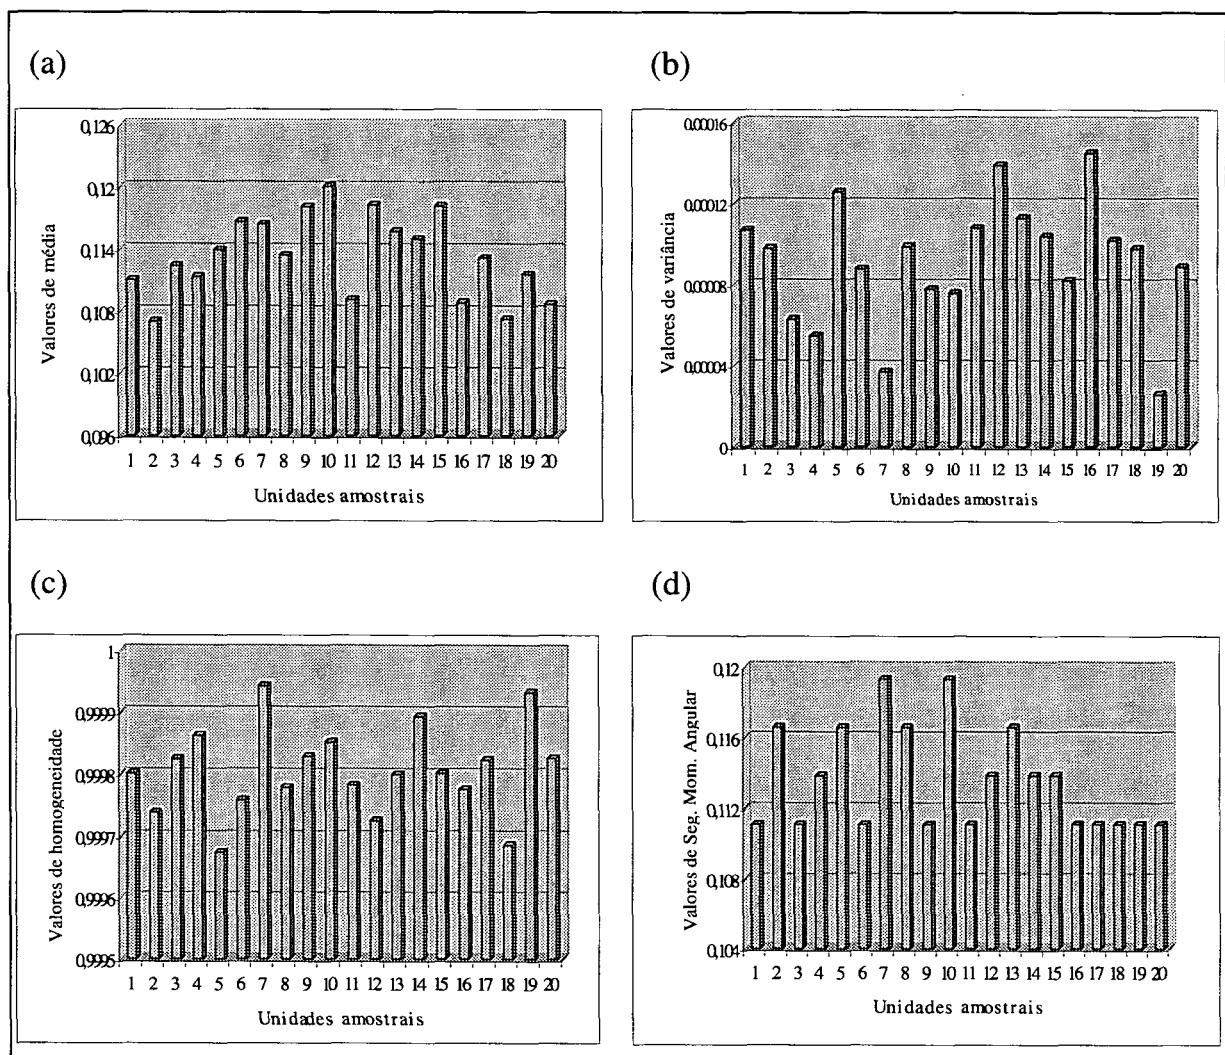 (a)
Valores de média
0,126
0,12
0,114
0,108
0,102
0,096
1 2 3 4 5 6 7 8 9 10 11 12 13 14 15 16 17 18 19 20
Unidades amostrais
(b)
Valores de variância
0,00016
0,00012
0,00008
0,00004
0
1 2 3 4 5 6 7 8 9 10 11 12 13 14 15 16 17 18 19 20
Unidades amostrais
(c)
Valores de homogeneidade
1
0,9999
0,9998
0,9997
0,9996
0,9995
1 2 3 4 5 6 7 8 9 10 11 12 13 14 15 16 17 18 19 20
Unidades amostrais
(d)
Valores de Seg. Mom. Angular
0,12
0,116
0,112
0,108
0,104
1 2 3 4 5 6 7 8 9 10 11 12 13 14 15 16 17 18 19 20
Unidades amostrais